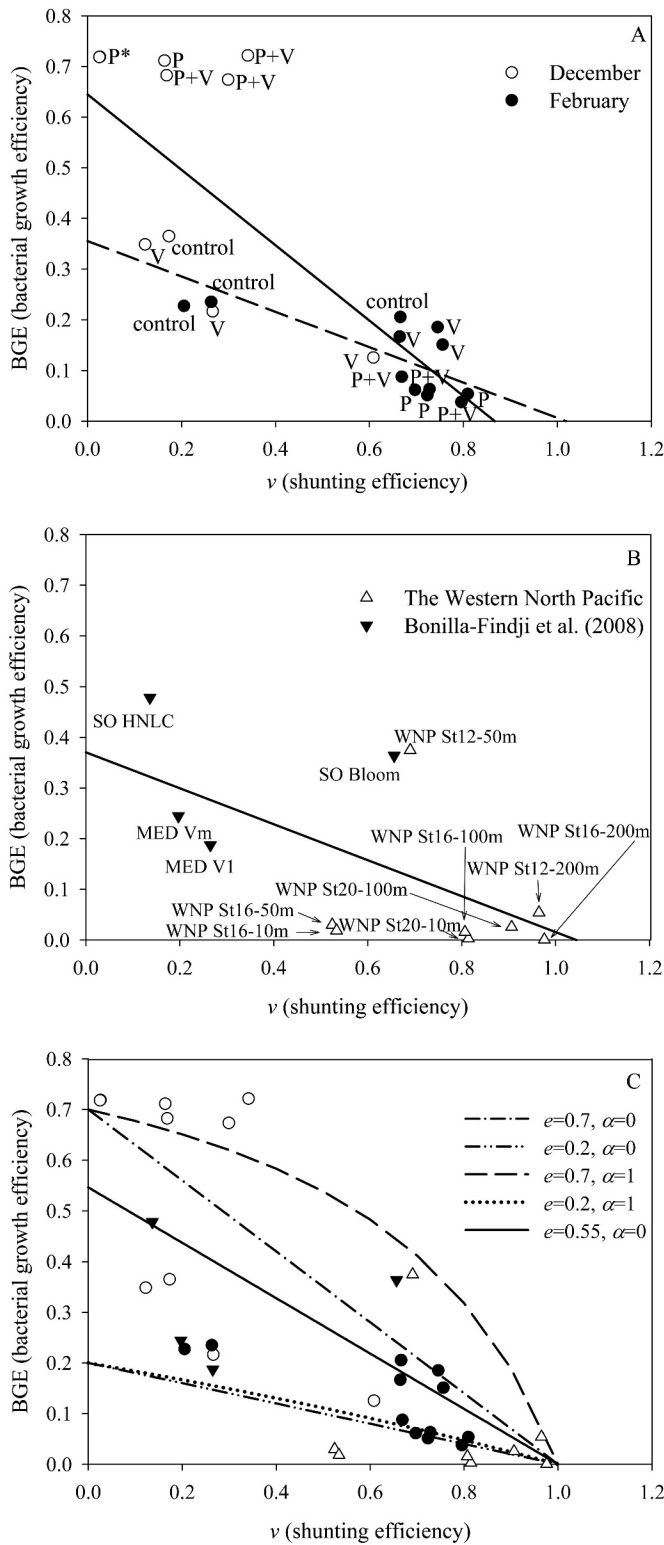 A
December
February
P*
P
P+V
P+V
P+V
V
control
control
control
V
control
V
V
V
P+V
P+V
P
P
P+V
P
0.8
0.7
0.6
0.5
0.4
0.3
0.2
0.1
0.0
BGE (bacterial growth efficiency)
0.0 0.2 0.4 0.6 0.8 1.0 1.2
v (shunting efficiency)
B
The Western North Pacific
Bonilla-Findji et al. (2008)
SO HNLC
WNP St12-50m
SO Bloom
MED Vm
MED V1
WNP St16-100m
WNP St16-200m
WNP St12-200m
WNP St20-100m
WNP St16-50m
WNP St16-10m
WNP St20-10m
0.8
0.7
0.6
0.5
0.4
0.3
0.2
0.1
0.0
BGE (bacterial growth efficiency)
0.0 0.2 0.4 0.6 0.8 1.0 1.2
v (shunting efficiency)
C
e=0.7, α=0
e=0.2, α=0
e=0.7, α=1
e=0.2, α=1
e=0.55, α=0
0.8
0.7
0.6
0.5
0.4
0.3
0.2
0.1
0.0
BGE (bacterial growth efficiency)
0.0 0.2 0.4 0.6 0.8 1.0 1.2
v (shunting efficiency)